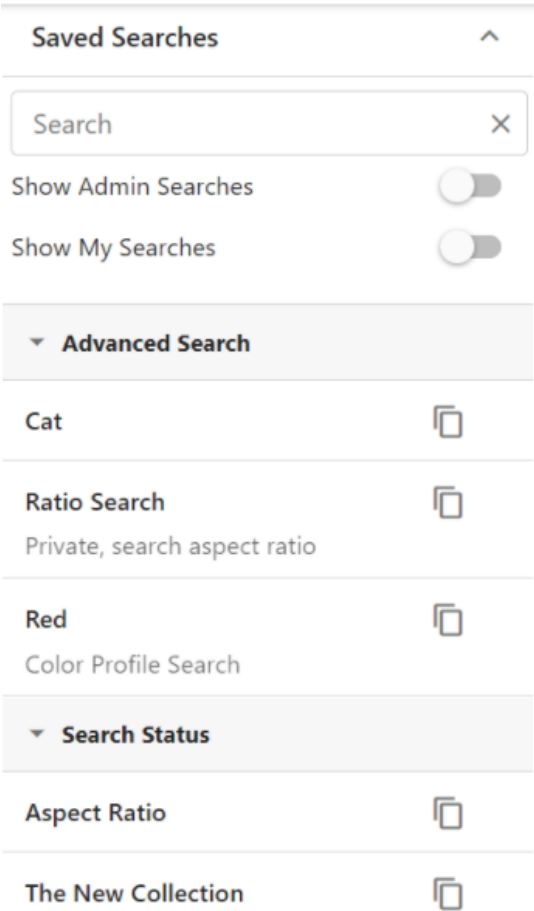 Saved Searches
Search
Show Admin Searches
Show My Searches
Advanced Search
Cat
Ratio Search
Private, search aspect ratio
Red
Color Profile Search
Search Status
Aspect Ratio
The New Collection